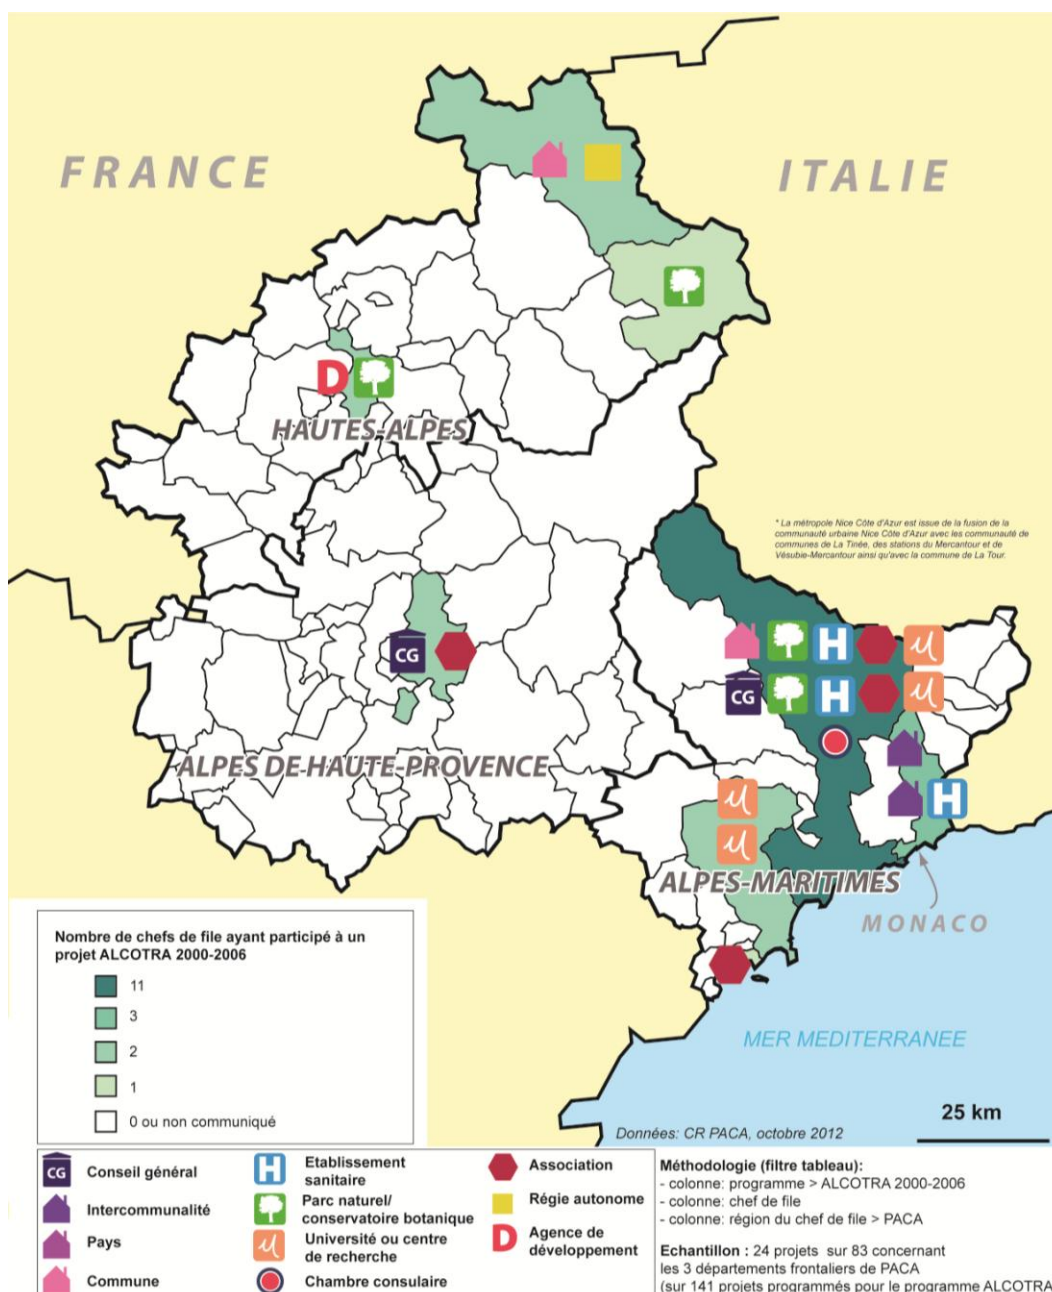 FRANCE
ITALIE
D
HAUTES-ALPES
* La métropole Nice Côte d'Azur est issue de la fusion de la
communauté urbaine Nice Côte d'Azur avec les communauté de
communes de La Tinée, des stations du Mercantour et de
Vésubie-Mercantour ainsi qu'avec la commune de La Tour.
CG
H U
CG H U
ALPES DE HAUTE-PROVENCE
U
H
U
ALPES-MARITIMES
MONACO
Nombre de chefs de file ayant participé à un
projet ALCOTRA 2000-2006
11
3
2
1
0 ou non communiqué
MER MEDITERRANEE
25 km
Données: CR PACA, octobre 2012
CG Conseil général
Intercommunalité
Pays
Commune
H Etablissement
sanitaire
Parc naturel/
conservatoire botanique
U Université ou centre
de recherche
Chambre consulaire
Association
Régie autonome
D Agence de
développement
Méthodologie (filtre tableau):
- colonne: programme > ALCOTRA 2000-2006
- colonne: chef de file
- colonne: région du chef de file > PACA
Echantillon : 24 projets sur 83 concernant
les 3 départements frontaliers de PACA
(sur 141 projets programmés pour le programme ALCOTRA